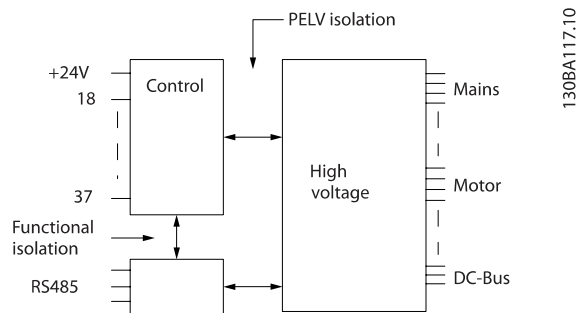 PELV isolation
130BA117.10
+24V
Control
Mains
18
High
voltage
Motor
37
Functional
isolation
RS485
DC-Bus